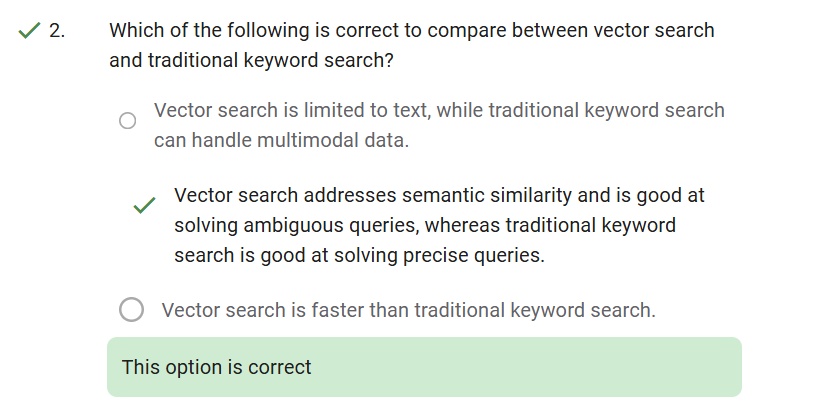 2. Which of the following is correct to compare between vector search
and traditional keyword search?
Vector search is limited to text, while traditional keyword search
can handle multimodal data.
Vector search addresses semantic similarity and is good at
solving ambiguous queries, whereas traditional keyword
search is good at solving precise queries.
Vector search is faster than traditional keyword search.
This option is correct